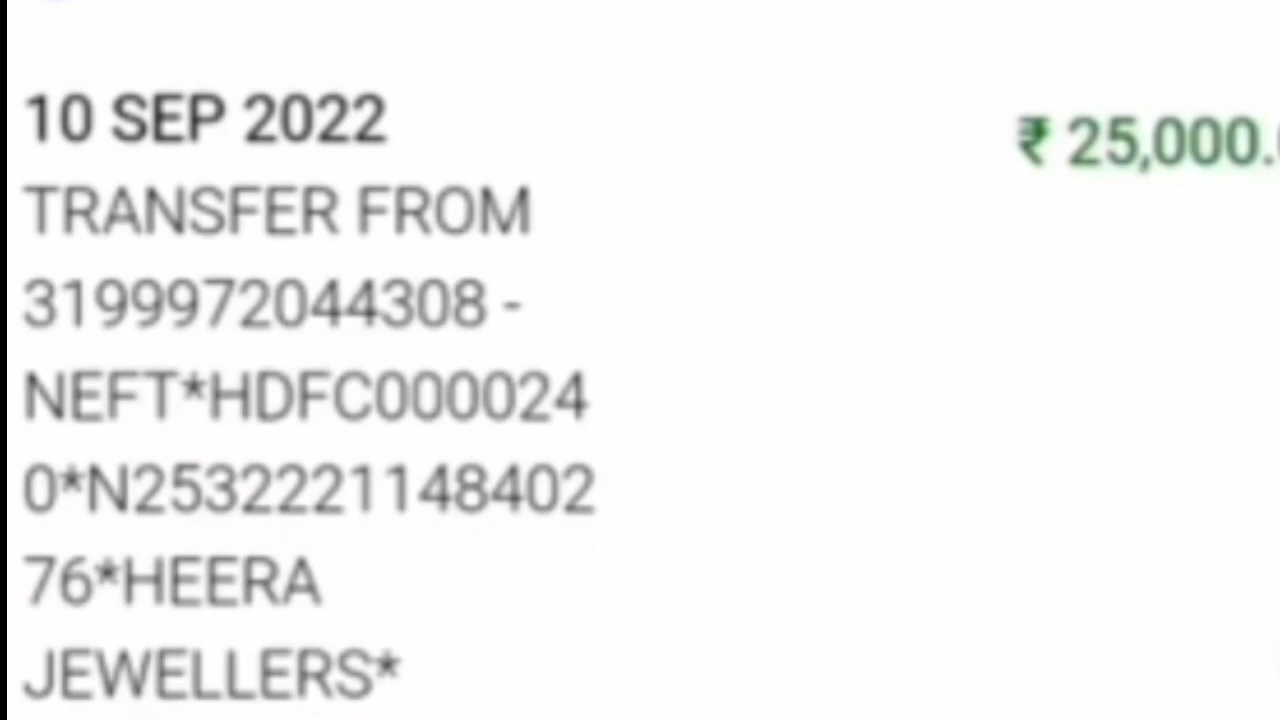 10 SEP 2022
₹ 25,000.
TRANSFER FROM
3199972044308 -
NEFT*HDFC000024
0*N2532221148402
76*HEERA
JEWELLERS*